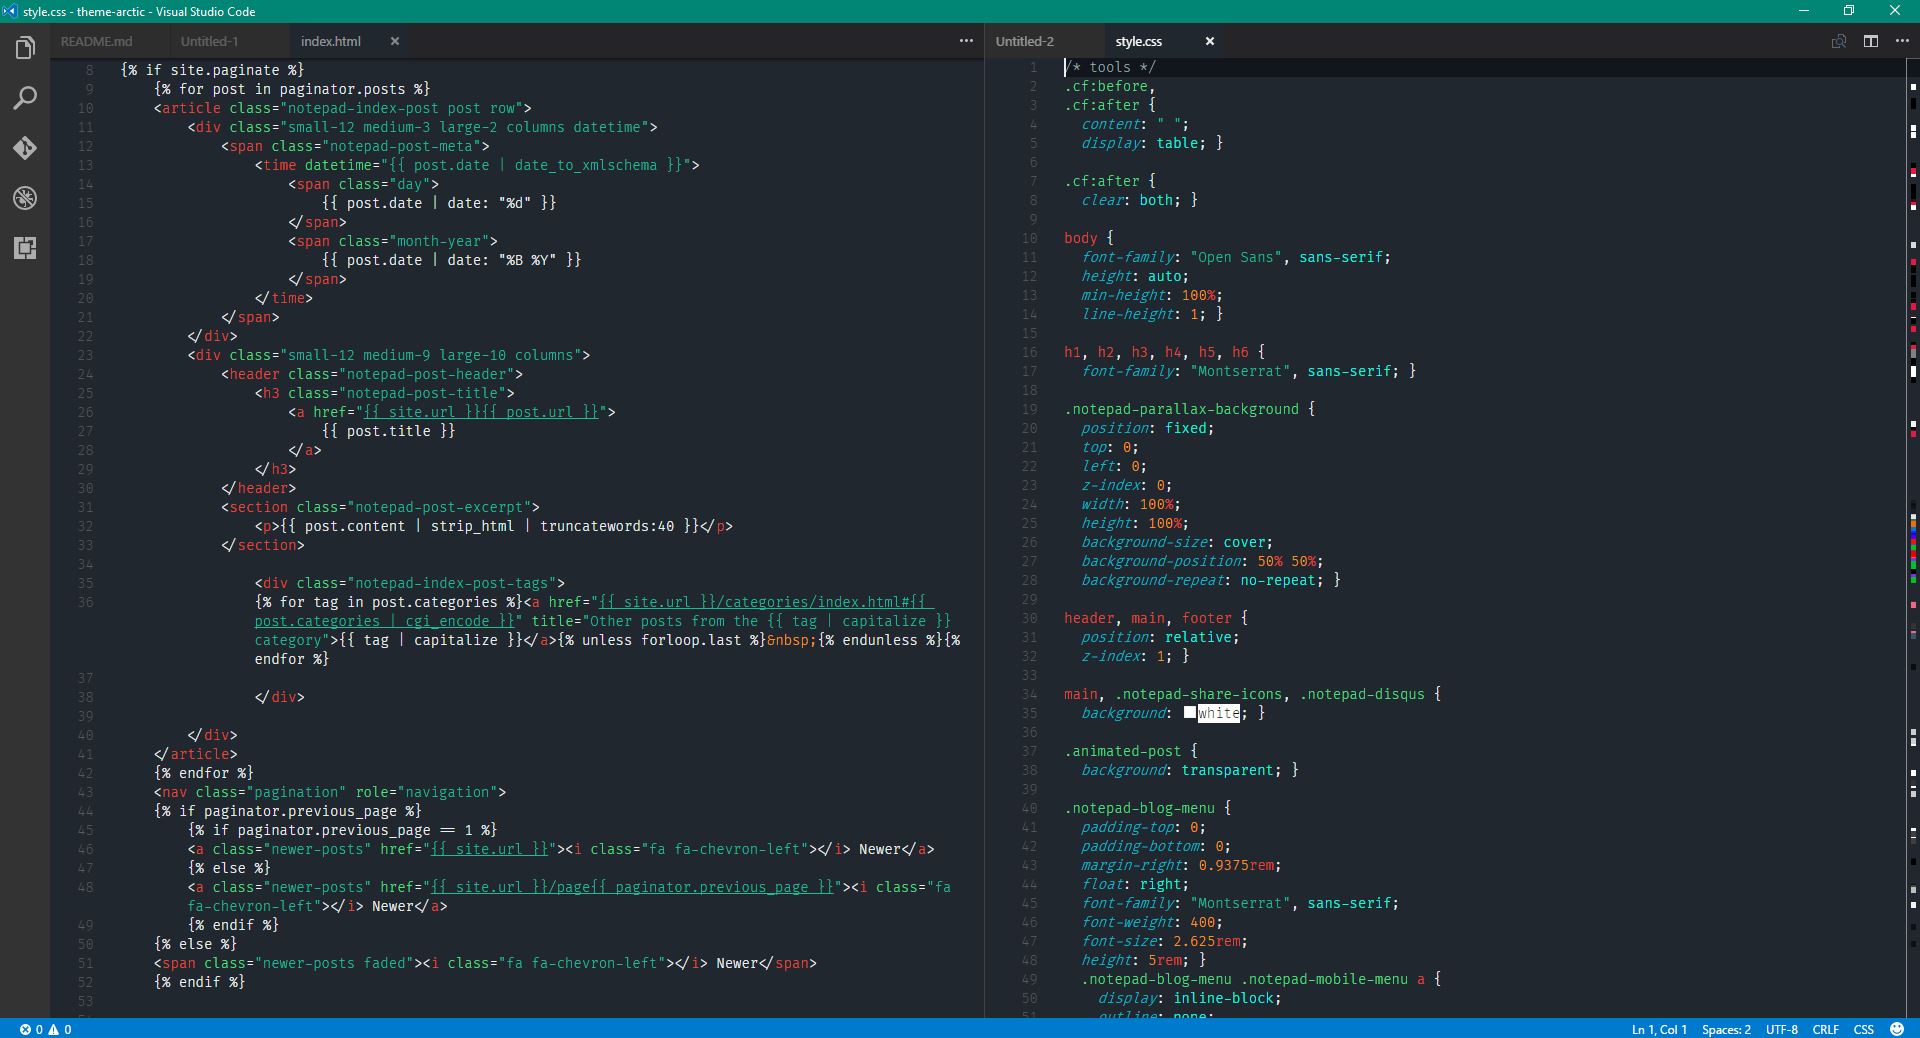 style.css - theme-arctic - Visual Studio Code
README.md Untitled-1 index.html
8 {% if site.paginate %}
9 {% for post in paginator.posts %}
10 <article class="notepad-index-post post row">
11 <div class="small-12 medium-3 large-2 columns datetime">
12 <span class="notepad-post-meta">
13 <time datetime="{{ post.date | date_to_xmlschema }}">
14 <span class="day">
15 {{ post.date | date: "%d" }}
16 </span>
17 <span class="month-year">
18 {{ post.date | date: "%B %Y" }}
19 </span>
20 </time>
21 </span>
22 </div>
23 <div class="small-12 medium-9 large-10 columns">
24 <header class="notepad-post-header">
25 <h3 class="notepad-post-title">
26 <a href="{{ site.url }}{{ post.url }}">
27 {{ post.title }}
28 </a>
29 </h3>
30 </header>
31 <section class="notepad-post-excerpt">
32 <p>{{ post.content | strip_html | truncatewords:40 }}</p>
33 </section>
34
35 <div class="notepad-index-post-tags">
36 {% for tag in post.categories %}<a href="{{ site.url }}/categories/index.html#{{
post.categories | cgi_encode }}" title="Other posts from the {{ tag | capitalize }}
category">{{ tag | capitalize }}</a>{% unless forloop.last %}&nbsp;{% endunless %}{%
endfor %}
37
38 </div>
39
40 </div>
41 </article>
42 {% endfor %}
43 <nav class="pagination" role="navigation">
44 {% if paginator.previous_page %}
45 {% if paginator.previous_page == 1 %}
46 <a class="newer-posts" href="{{ site.url }}"><i class="fa fa-chevron-left"></i> Newer</a>
47 {% else %}
48 <a class="newer-posts" href="{{ site.url }}/page{{ paginator.previous_page }}"><i class="fa
fa-chevron-left"></i> Newer</a>
49 {% endif %}
50 {% else %}
51 <span class="newer-posts faded"><i class="fa fa-chevron-left"></i> Newer</span>
52 {% endif %}
53
Untitled-2 style.css
1 /* tools */
2 .cf:before,
3 .cf:after {
4 content: " ";
5 display: table; }
6
7 .cf:after {
8 clear: both; }
9
10 body {
11 font-family: "Open Sans", sans-serif;
12 height: auto;
13 min-height: 100%;
14 line-height: 1; }
15
16 h1, h2, h3, h4, h5, h6 {
17 font-family: "Montserrat", sans-serif; }
18
19 .notepad-parallax-background {
20 position: fixed;
21 top: 0;
22 left: 0;
23 z-index: 0;
24 width: 100%;
25 height: 100%;
26 background-size: cover;
27 background-position: 50% 50%;
28 background-repeat: no-repeat; }
29
30 header, main, footer {
31 position: relative;
32 z-index: 1; }
33
34 main, .notepad-share-icons, .notepad-disqus {
35 background: white; }
36
37 .animated-post {
38 background: transparent; }
39
40 .notepad-blog-menu {
41 padding-top: 0;
42 padding-bottom: 0;
43 margin-right: 0.9375rem;
44 float: right;
45 font-family: "Montserrat", sans-serif;
46 font-weight: 400;
47 font-size: 2.625rem;
48 height: 5rem; }
49 .notepad-blog-menu .notepad-mobile-menu a {
50 display: inline-block;
51 outline: none;
0 0 Ln 1, Col 1 Spaces: 2 UTF-8 CRLF CSS